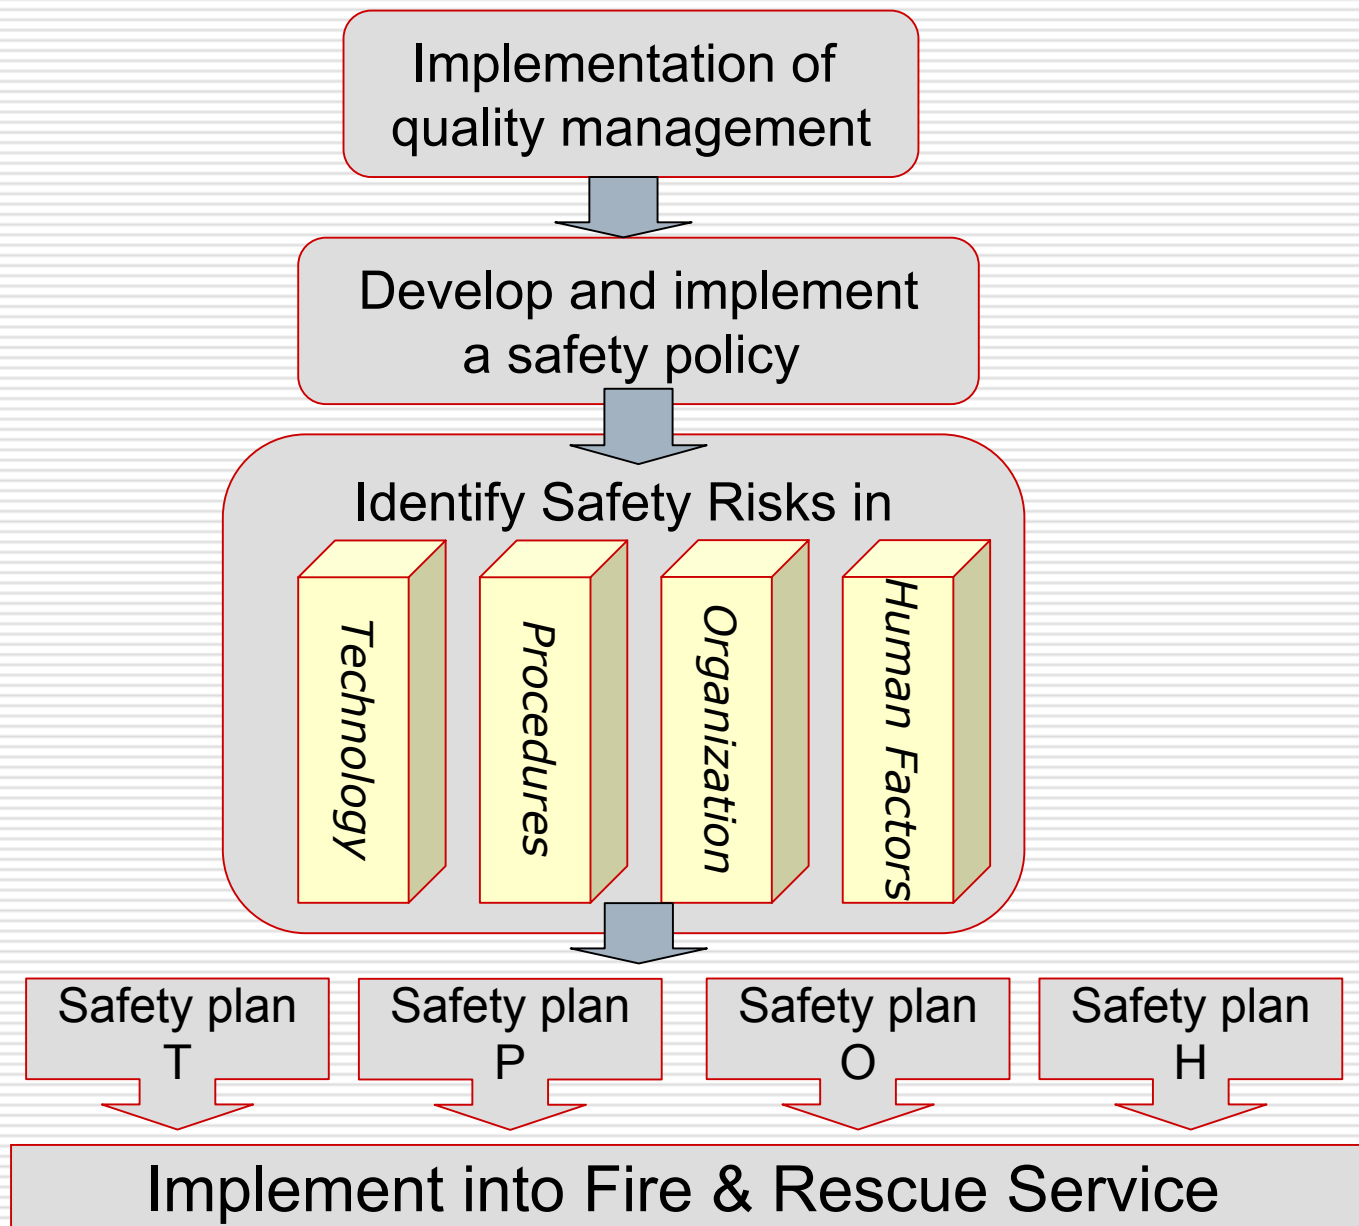 Implementation of
quality management
Develop and implement
a safety policy
Identify Safety Risks in
Technology
Procedures
Organization
Human Factors
Safety plan
T
Safety plan
P
Safety plan
O
Safety plan
H
Implement into Fire & Rescue Service